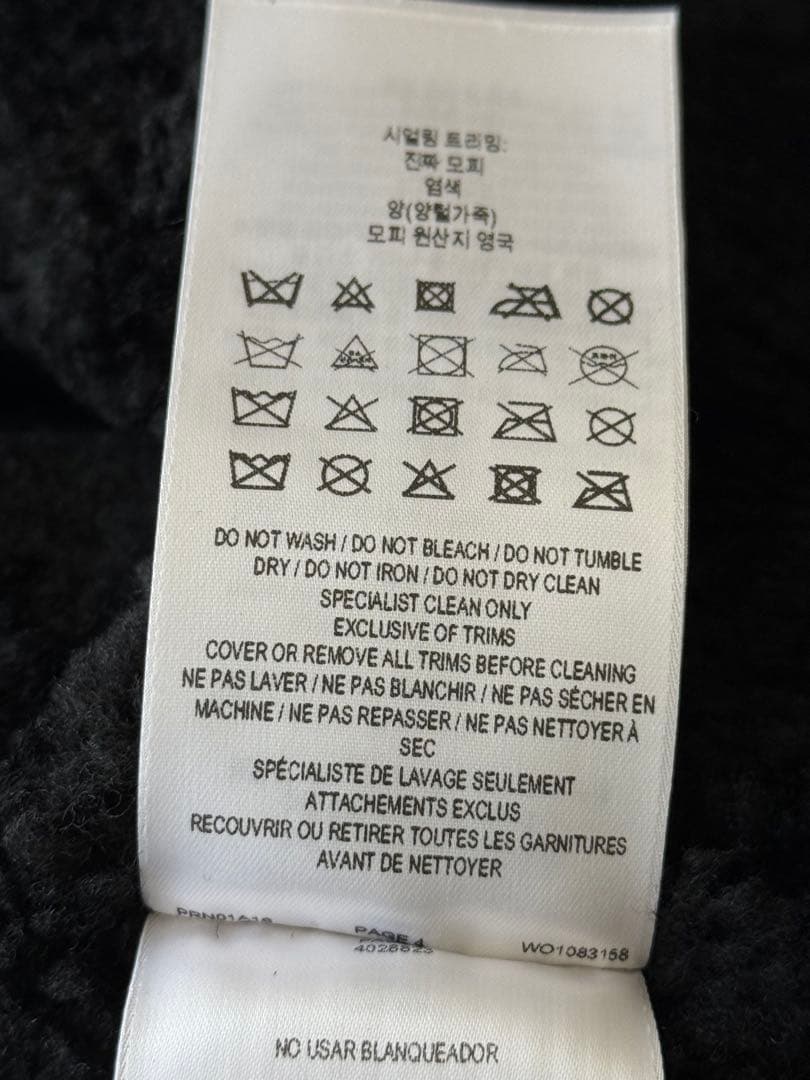 시얼링 트리밍:
진짜 모피
염색
양(양털가죽)
모피 원산지 영국
DO NOT WASH / DO NOT BLEACH / DO NOT TUMBLE
DRY / DO NOT IRON / DO NOT DRY CLEAN
SPECIALIST CLEAN ONLY
EXCLUSIVE OF TRIMS
COVER OR REMOVE ALL TRIMS BEFORE CLEANING
NE PAS LAVER / NE PAS BLANCHIR / NE PAS SÉCHER EN
MACHINE / NE PAS REPASSER / NE PAS NETTOYER À
SEC
SPÉCIALISTE DE LAVAGE SEULEMENT
ATTACHEMENTS EXCLUS
RECOUVRIR OU RETIRER TOUTES LES GARNITURES
AVANT DE NETTOYER
PAGE 4
WO1083158
NO USAR BLANQUEADOR